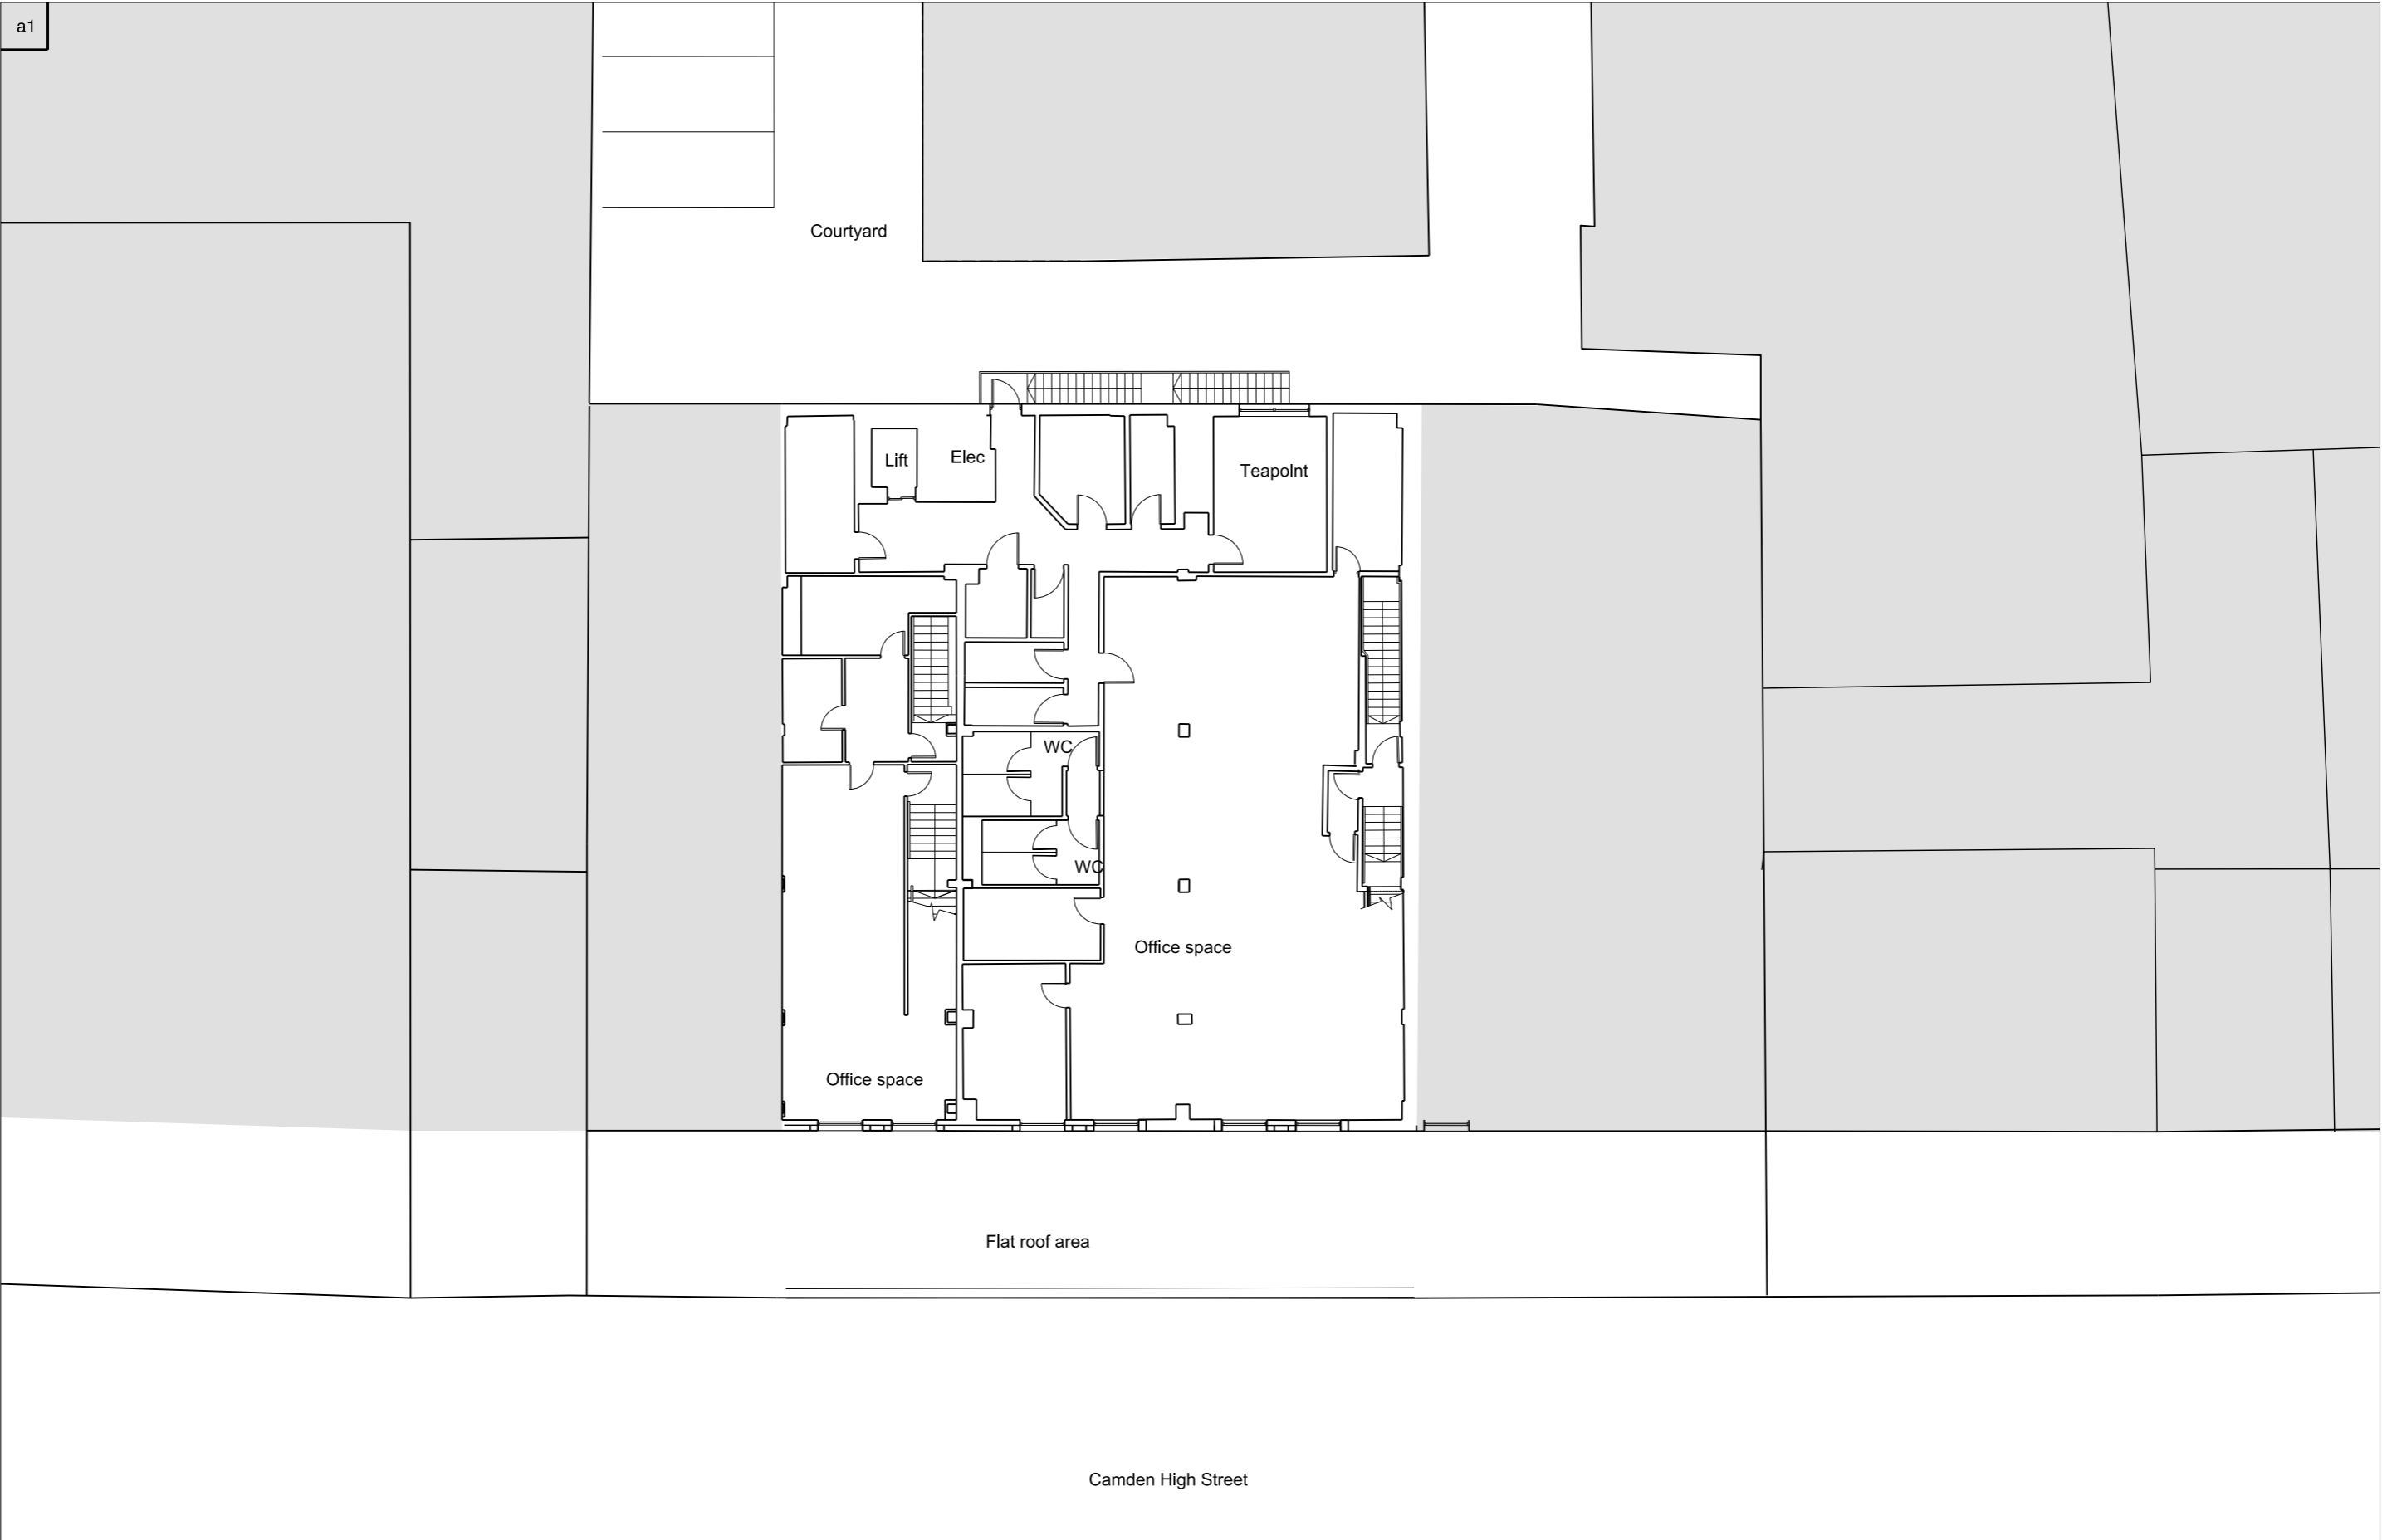 a1
Courtyard
Lift
Elec
Teapoint
WC
WC
Office space
Office space
Flat roof area
Camden High Street